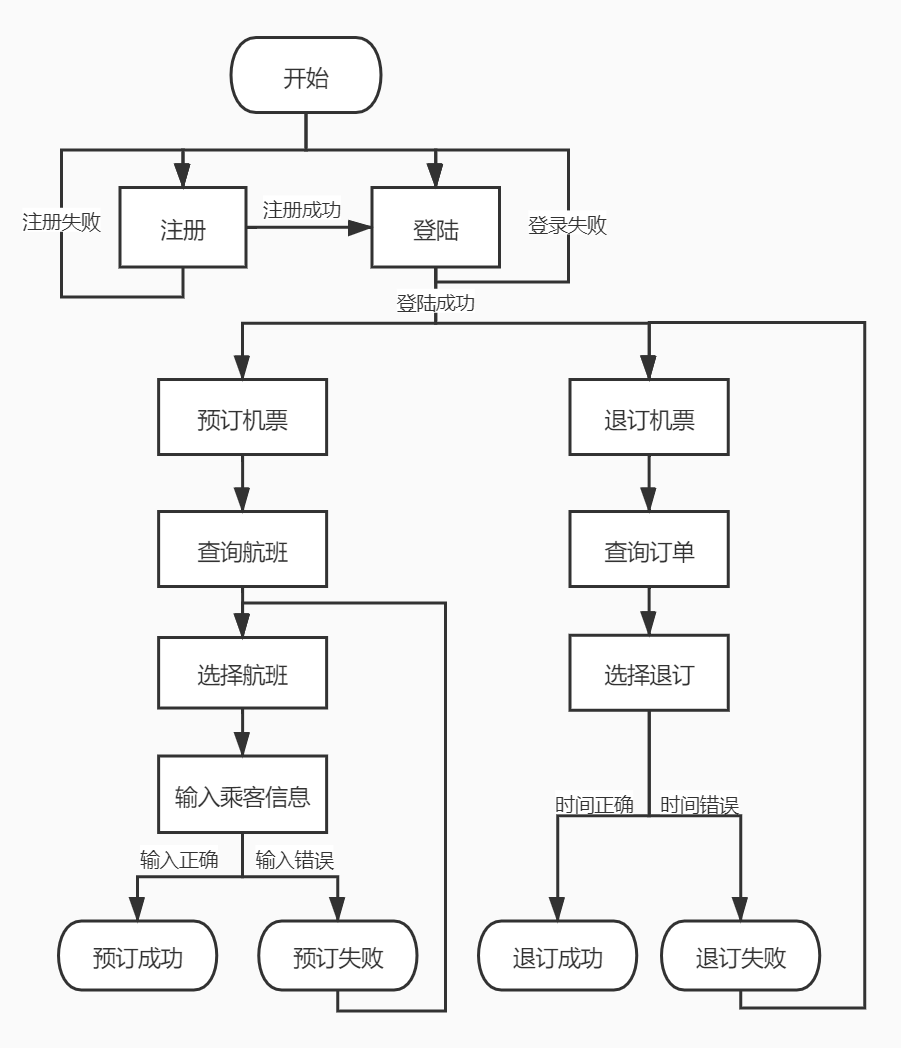 开始
注册失败
注册
注册成功
登陆
登录失败
登陆成功
预订机票
退订机票
查询航班
查询订单
选择航班
选择退订
输入乘客信息
时间正确
时间错误
输入正确
输入错误
预订成功
预订失败
退订成功
退订失败